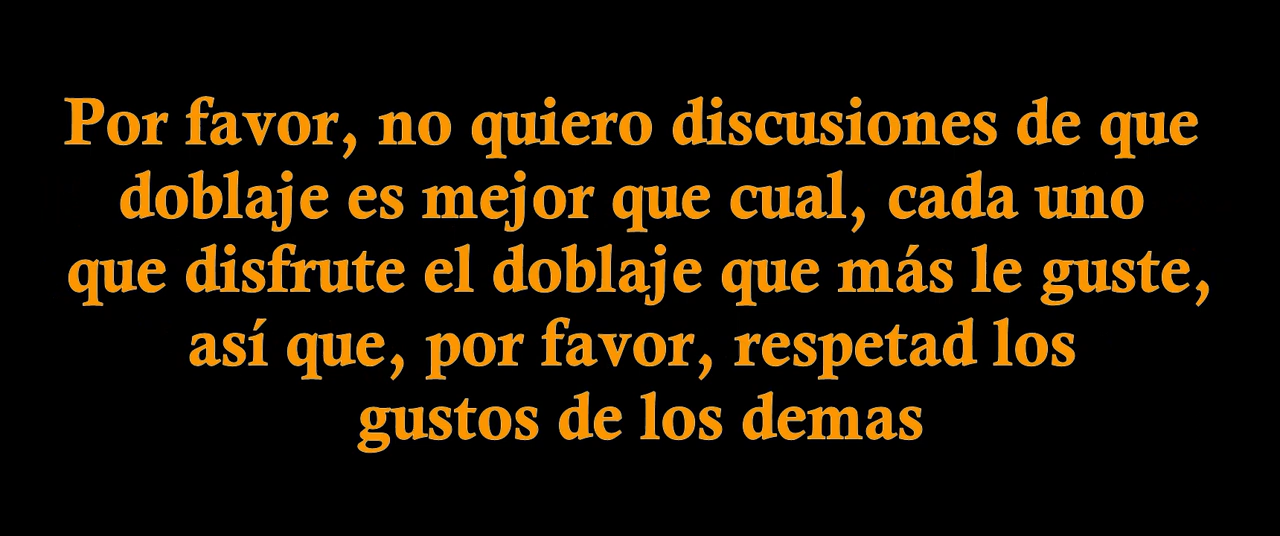 Por favor, no quiero discusiones de que
doblaje es mejor que cual, cada uno
que disfrute el doblaje que más le guste,
así que, por favor, respetad los
gustos de los demas